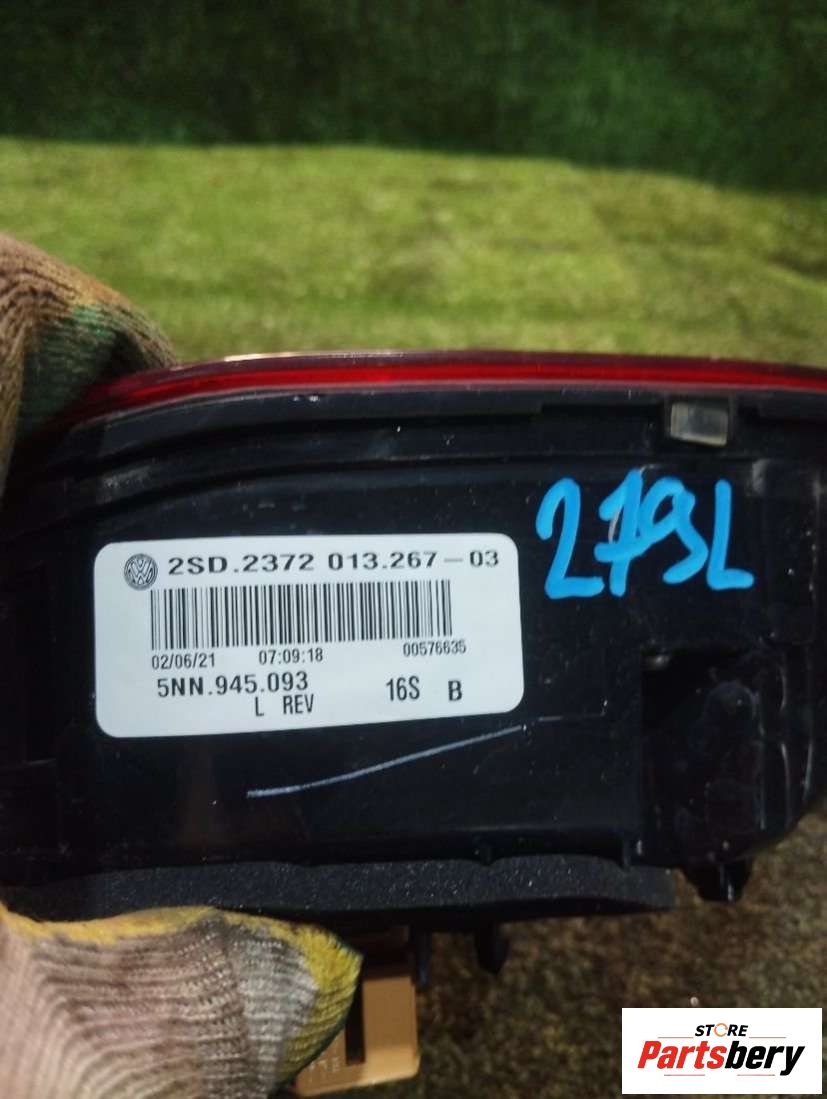 279L
2SD.2372 013.267-03
02/06/21 07:09:18 00576635
5NN.945.093 16S B
L REV
STORE
Partsbery